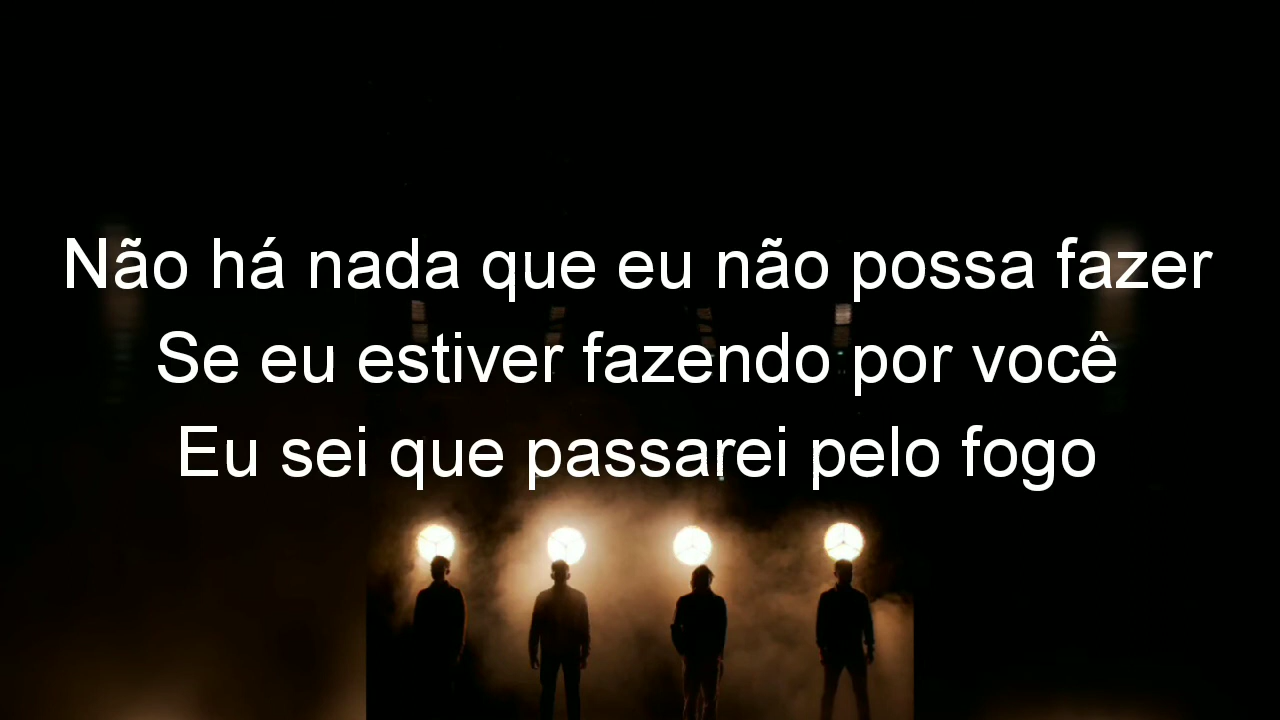 Não há nada que eu não possa fazer
Se eu estiver fazendo por você
Eu sei que passarei pelo fogo